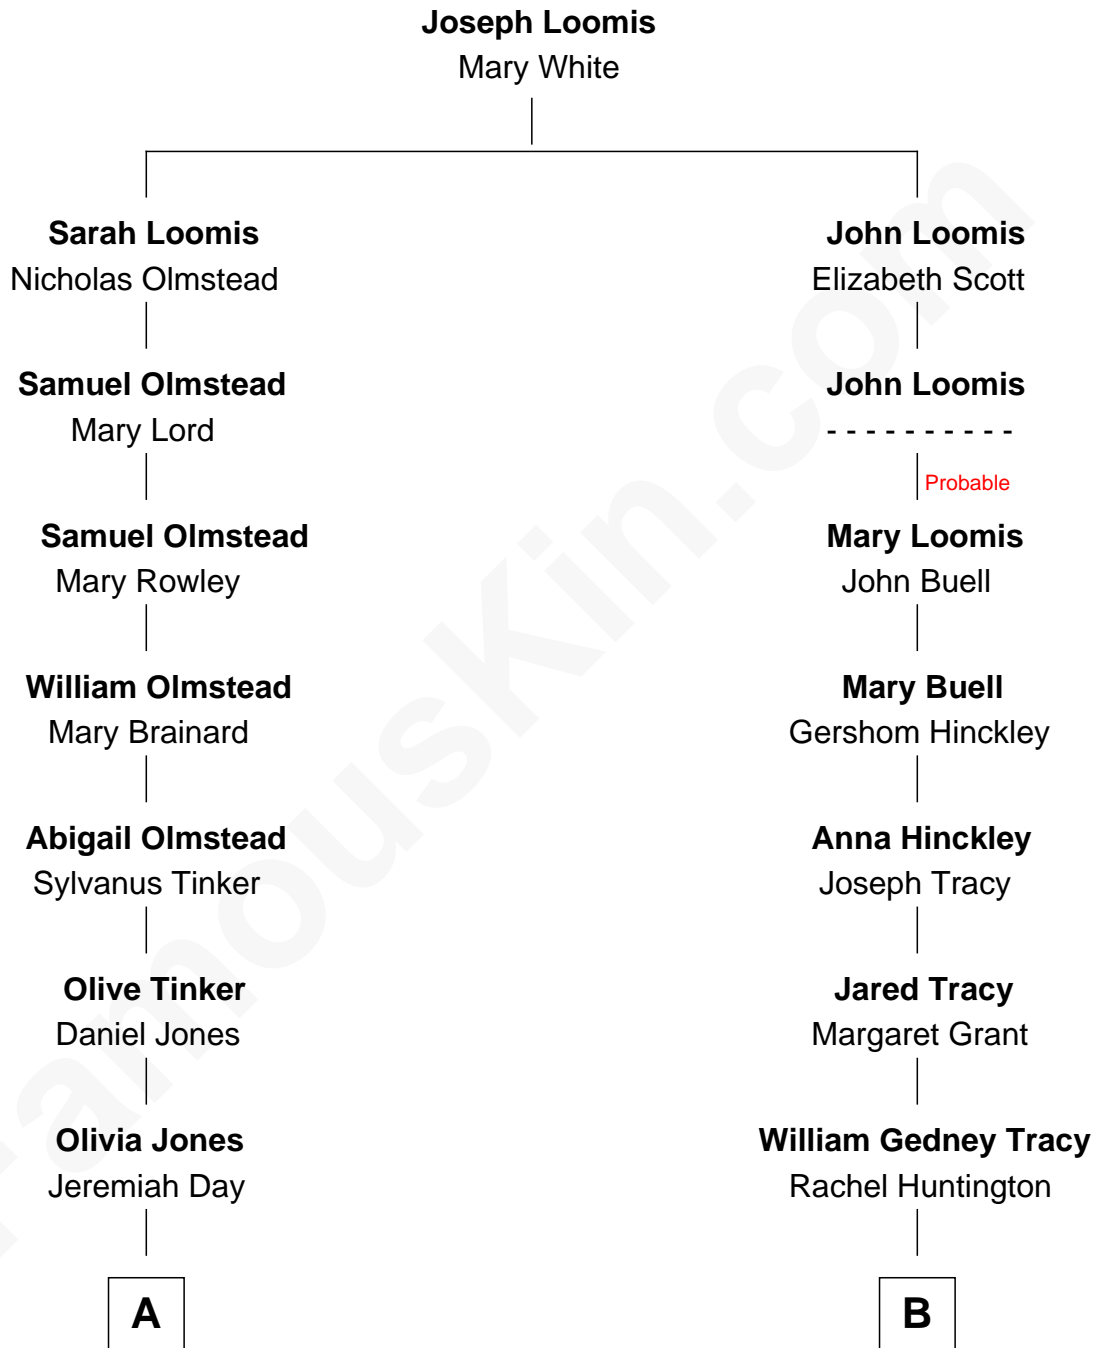 Joseph Loomis
Mary White
Sarah Loomis
Nicholas Olmstead
John Loomis
Elizabeth Scott
Samuel Olmstead
Mary Lord
John Loomis
- - - - - - - - - -
Probable
Samuel Olmstead
Mary Rowley
Mary Loomis
John Buell
William Olmstead
Mary Brainard
Mary Buell
Gershom Hinckley
Abigail Olmstead
Sylvanus Tinker
Anna Hinckley
Joseph Tracy
Olive Tinker
Daniel Jones
Jared Tracy
Margaret Grant
Olivia Jones
Jeremiah Day
William Gedney Tracy
Rachel Huntington
A
B
FamousKin.com